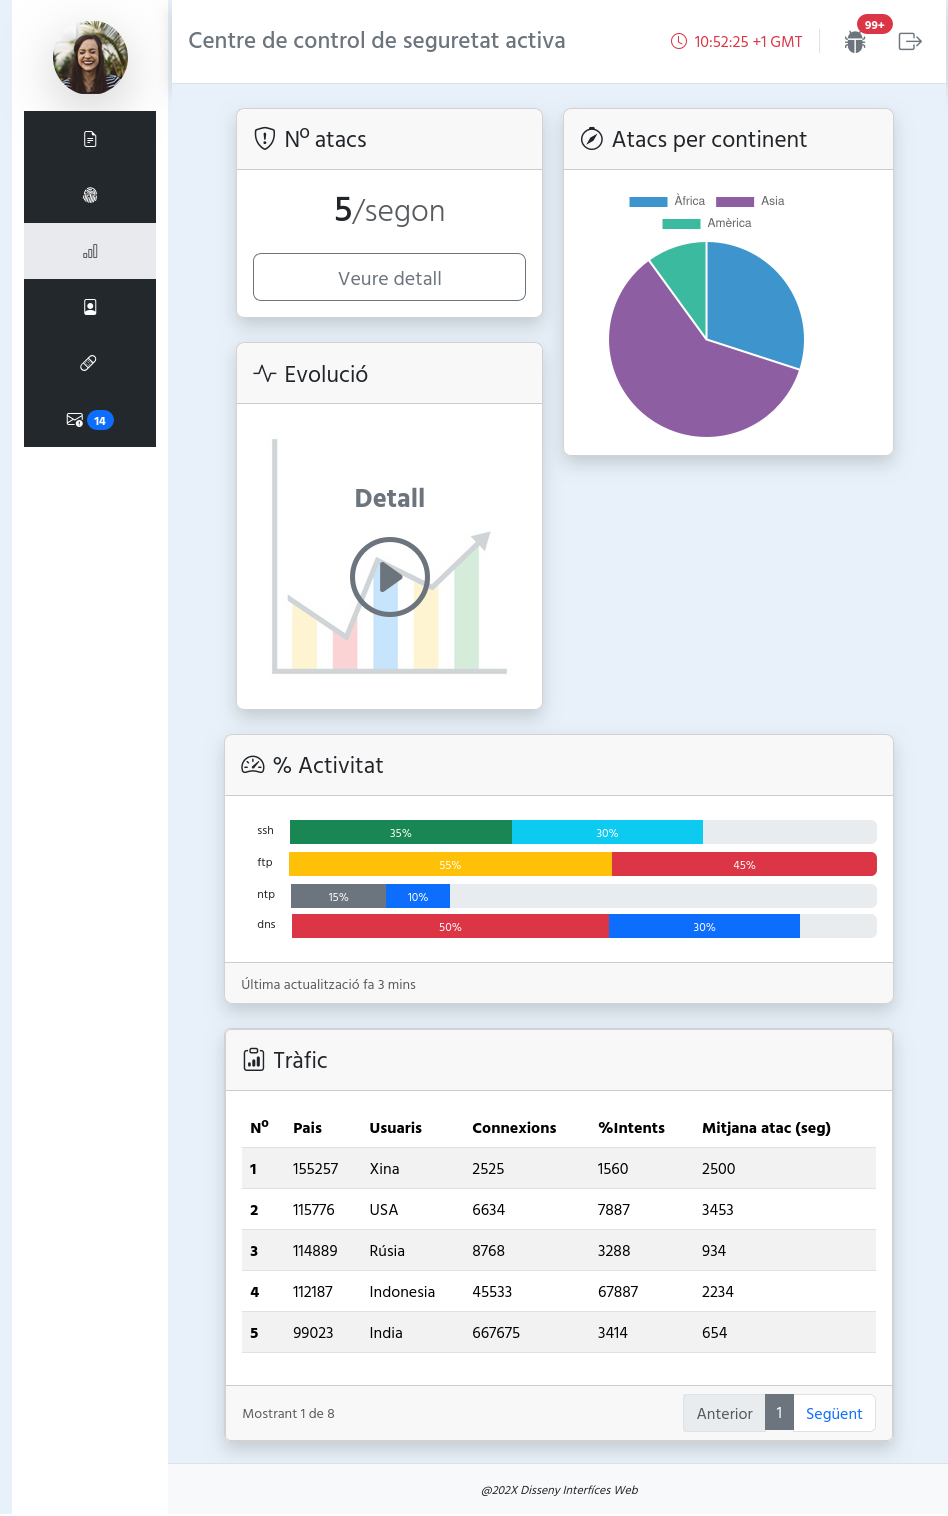 Centre de control de seguretat activa
10:52:25 +1 GMT
99+
14
Nº atacs
5/segon
Veure detall
Atacs per continent
Àfrica Asia
Amèrica
Evolució
Detall
% Activitat
ssh 35% 30%
ftp 55% 45%
ntp 15% 10%
dns 50% 30%
Última actualització fa 3 mins
Tràfic
Nº Pais Usuaris Connexions %Intents Mitjana atac (seg)
1 155257 Xina 2525 1560 2500
2 115776 USA 6634 7887 3453
3 114889 Rúsia 8768 3288 934
4 112187 Indonesia 45533 67887 2234
5 99023 India 667675 3414 654
Mostrant 1 de 8
Anterior 1 Següent
@202X Disseny Interfíces Web